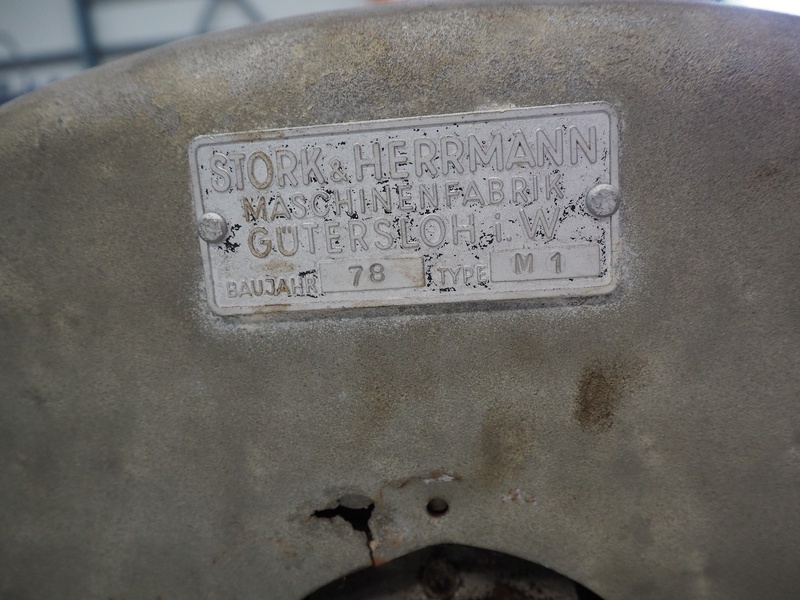 STORK & HERRMANN
MASCHINENFABRIK
GÜTERSLOH i. W
BAUJAHR 78 TYPE M 1